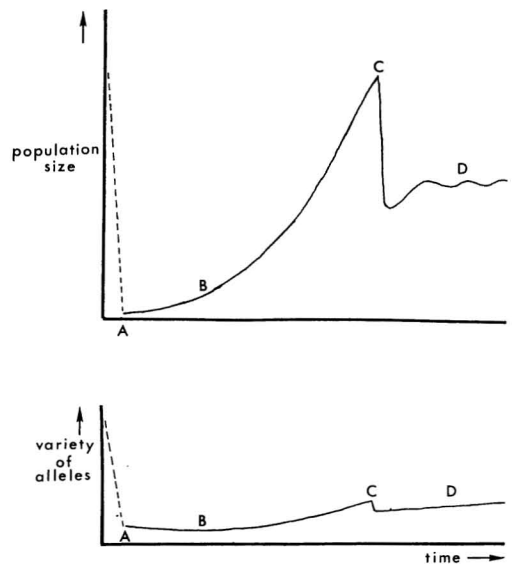 C
population
size
D
B
A
variety
of
alleles
C
D
B
A
time